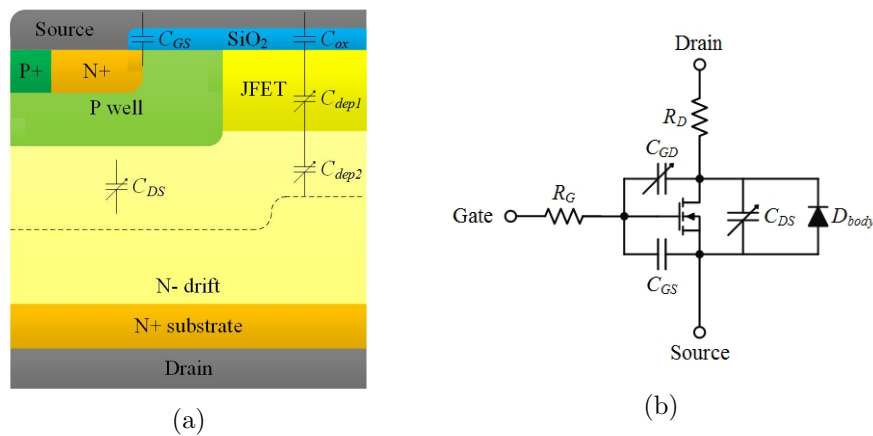 Source
C_GS
SiO₂
C_ox
P+
N+
JFET
P well
C_dep1
C_DS
C_dep2
N- drift
N+ substrate
Drain
(a)
Drain
R_D
C_GD
R_G
Gate
C_DS
D_body
C_GS
Source
(b)